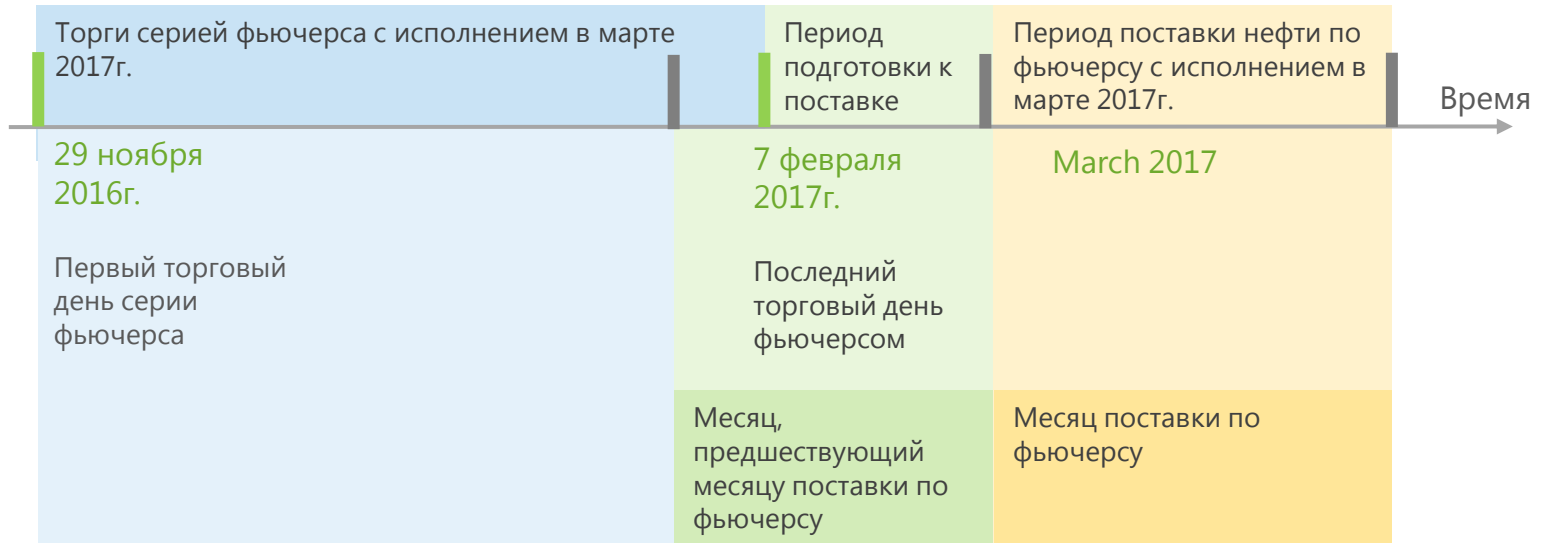 Торги серией фьючерса с исполнением в марте
2017г.
Период
подготовки к
поставке
Период поставки нефти по
фьючерсу с исполнением в
марте 2017г.
Время
29 ноября
2016г.
7 февраля
2017г.
March 2017
Первый торговый
день серии
фьючерса
Последний
торговый день
фьючерсом
Месяц,
предшествующий
месяцу поставки по
фьючерсу
Месяц поставки по
фьючерсу